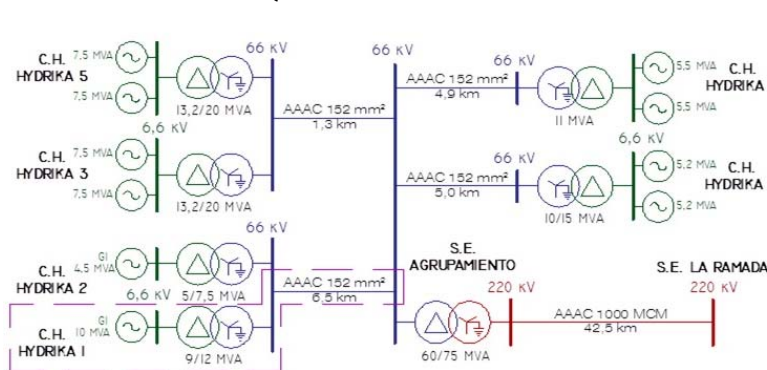 66 kV
C.H.
HYDRIKA 5
7,5 MVA
7,5 MVA
13,2/20 MVA
6,6 kV
C.H.
HYDRIKA 3
7,5 MVA
7,5 MVA
13,2/20 MVA
AAAC 152 mm²
1,3 km
66 kV
C.H.
HYDRIKA 2
G1
4,5 MVA
5/7,5 MVA
6,6 kV
C.H.
HYDRIKA 1
G1
10 MVA
9/12 MVA
AAAC 152 mm²
6,5 km
66 kV
AAAC 152 mm²
4,9 km
66 kV
11 MVA
5,5 MVA
5,5 MVA
C.H.
HYDRIKA
6,6 kV
AAAC 152 mm²
5,0 km
66 kV
10/15 MVA
5,2 MVA
5,2 MVA
C.H.
HYDRIKA
S.E.
AGRUPAMIENTO
220 kV
60/75 MVA
AAAC 1000 MCM
42,5 km
S.E. LA RAMADA
220 kV